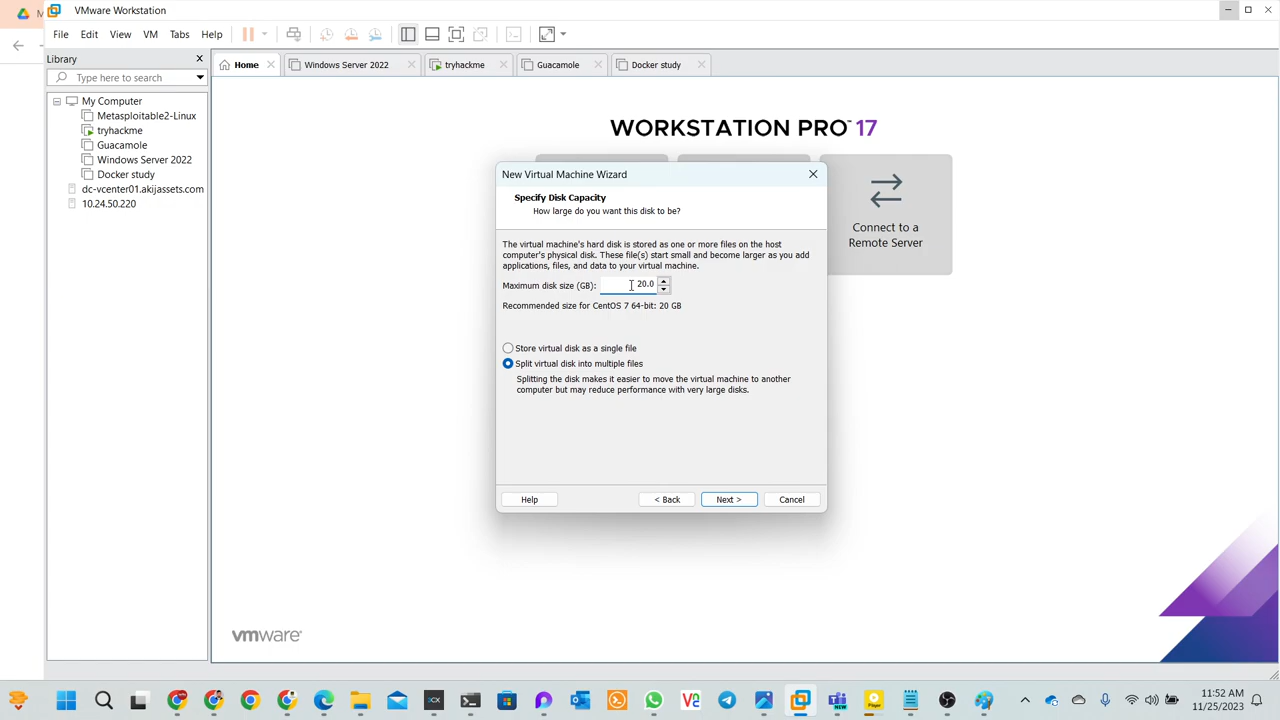 VMware Workstation
File Edit View VM Tabs Help
Library
Type here to search
Home
Windows Server 2022
tryhackme
Guacamole
Docker study
My Computer
Metasploitable2-Linux
tryhackme
Guacamole
Windows Server 2022
Docker study
dc-vcenter01.akijassets.com
10.24.50.220
WORKSTATION PRO™ 17
Connect to a
Remote Server
New Virtual Machine Wizard
Specify Disk Capacity
How large do you want this disk to be?
The virtual machine's hard disk is stored as one or more files on the host
computer's physical disk. These file(s) start small and become larger as you add
applications, files, and data to your virtual machine.
Maximum disk size (GB): 20.0
Recommended size for CentOS 7 64-bit: 20 GB
Store virtual disk as a single file
Split virtual disk into multiple files
Splitting the disk makes it easier to move the virtual machine to another
computer but may reduce performance with very large disks.
Help < Back Next > Cancel
vmware®
11:52 AM
11/25/2023